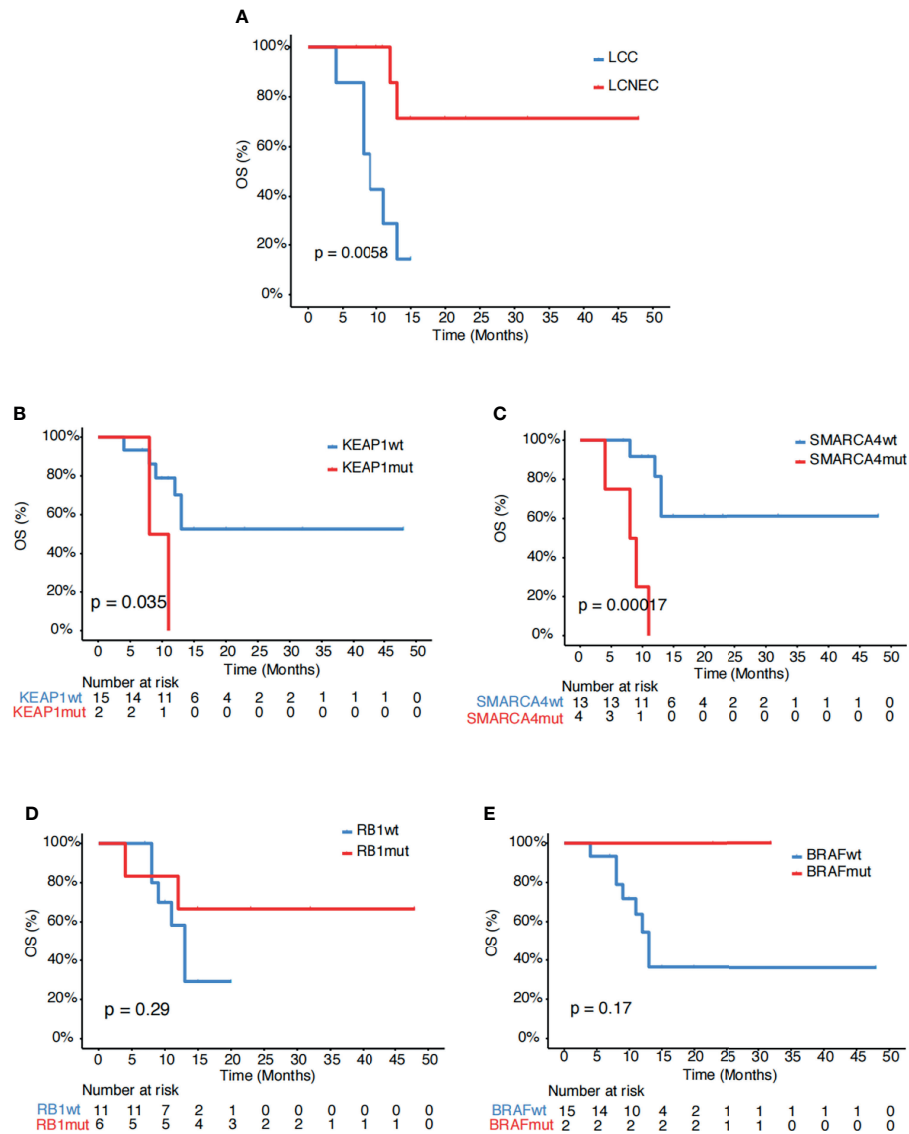 A
100%
80%
60%
40%
20%
0%
OS (%)
LCC
LCNEC
p = 0.0058
0 5 10 15 20 25 30 35 40 45 50
Time (Months)
B
100%
80%
60%
40%
20%
0%
OS (%)
KEAP1wt
KEAP1mut
p = 0.035
0 5 10 15 20 25 30 35 40 45 50
Time (Months)
Number at risk
KEAP1wt 15 14 11 6 4 2 2 1 1 1 0
KEAP1mut 2 2 1 0 0 0 0 0 0 0 0
C
100%
80%
60%
40%
20%
0%
OS (%)
SMARCA4wt
SMARCA4mut
p = 0.00017
0 5 10 15 20 25 30 35 40 45 50
Time (Months)
Number at risk
SMARCA4wt 13 13 11 6 4 2 2 1 1 1 0
SMARCA4mut 4 3 1 0 0 0 0 0 0 0 0
D
100%
80%
60%
40%
20%
0%
OS (%)
RB1wt
RB1mut
p = 0.29
0 5 10 15 20 25 30 35 40 45 50
Time (Months)
Number at risk
RB1wt 11 11 7 2 1 0 0 0 0 0 0
RB1mut 6 5 5 4 3 2 2 1 1 1 0
E
100%
80%
60%
40%
20%
0%
OS (%)
BRAFwt
BRAFmut
p = 0.17
0 5 10 15 20 25 30 35 40 45 50
Time (Months)
Number at risk
BRAFwt 15 14 10 4 2 1 1 1 1 1 0
BRAFmut 2 2 2 2 2 1 1 0 0 0 0